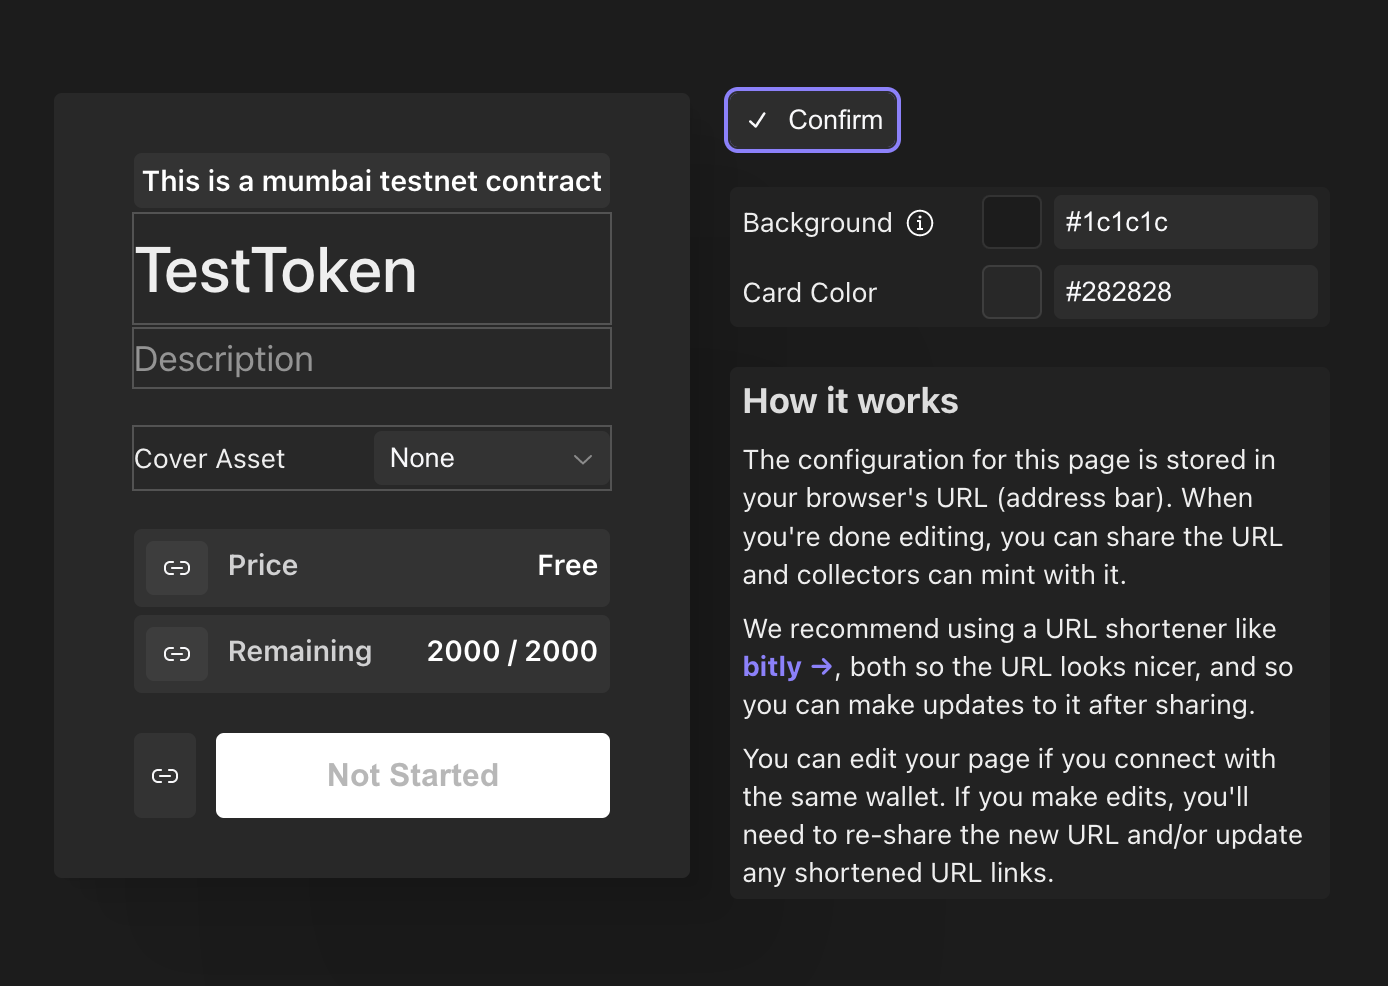 This is a mumbai testnet contract
TestToken
Description
Cover Asset
None
Price
Free
Remaining
2000 / 2000
Not Started
Confirm
Background
#1c1c1c
Card Color
#282828
How it works
The configuration for this page is stored in
your browser's URL (address bar). When
you're done editing, you can share the URL
and collectors can mint with it.
We recommend using a URL shortener like
bitly →, both so the URL looks nicer, and so
you can make updates to it after sharing.
You can edit your page if you connect with
the same wallet. If you make edits, you'll
need to re-share the new URL and/or update
any shortened URL links.